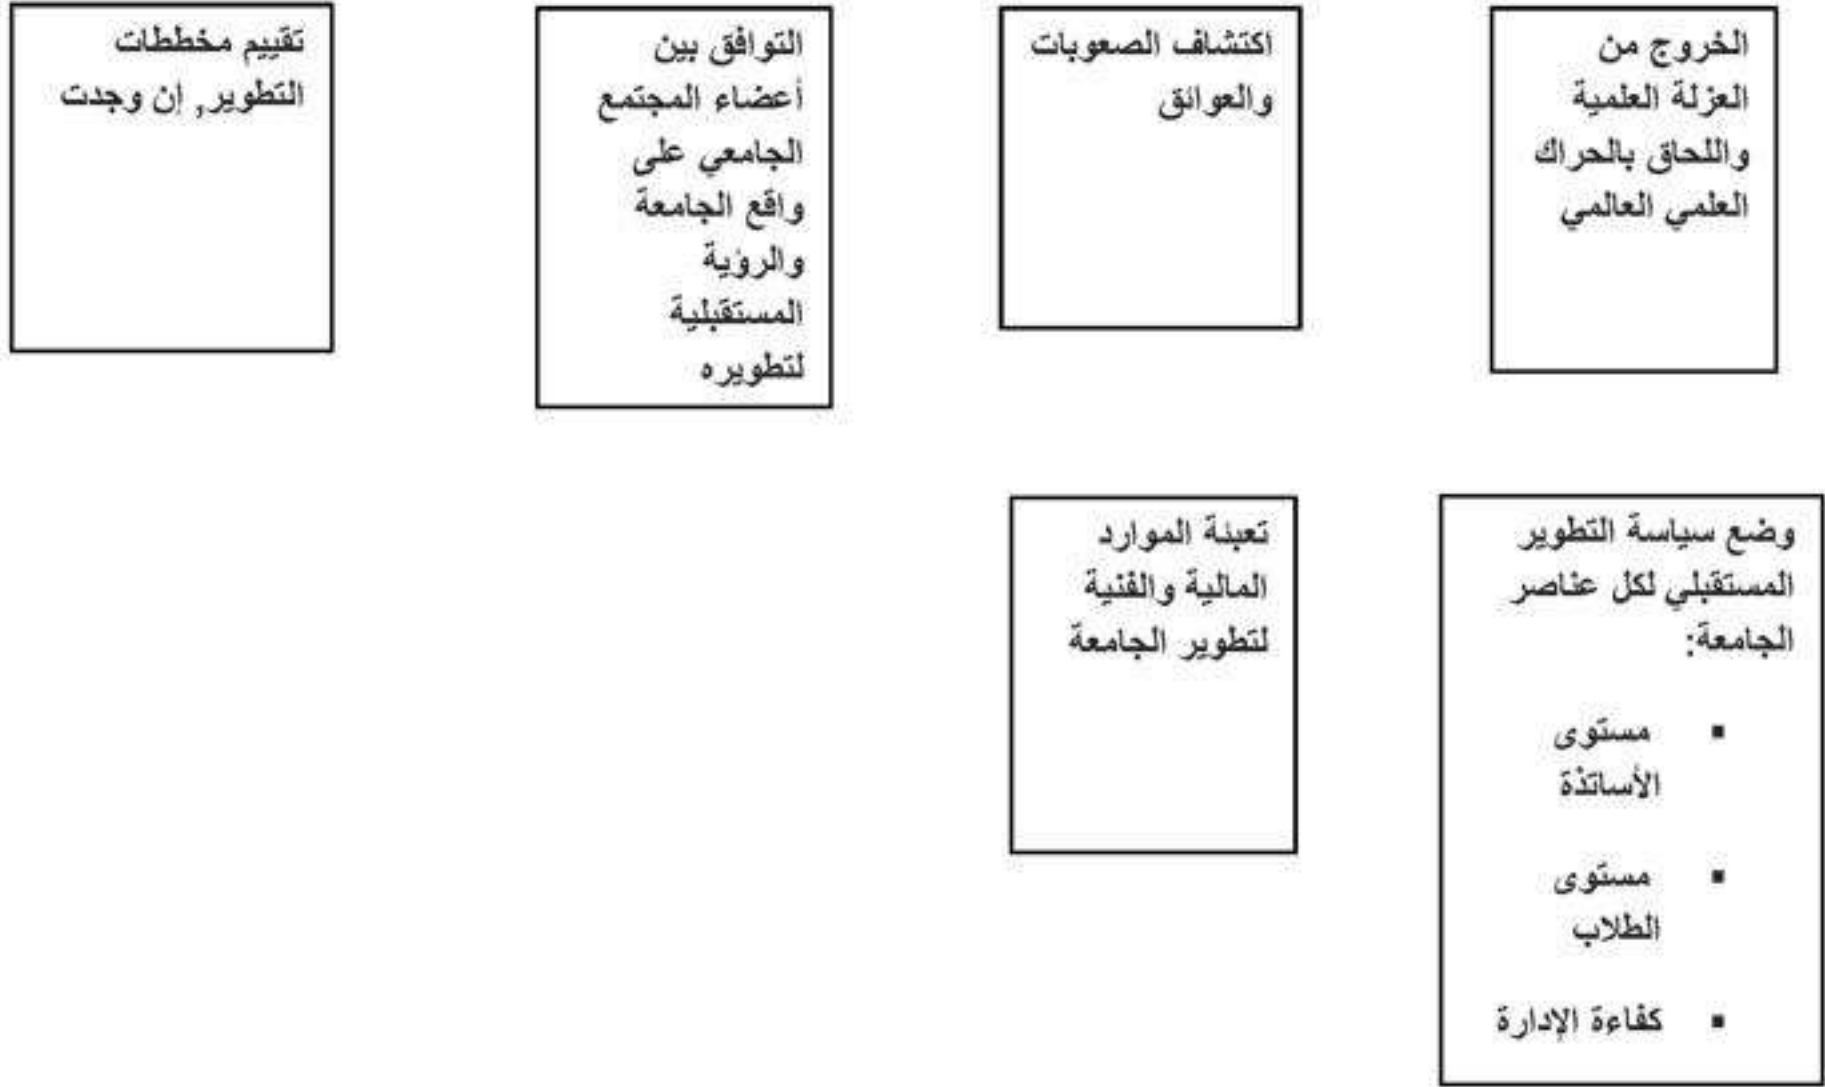 الخروج من
العزلة العلمية
واللحاق بالحراك
العلمي العالمي
اكتشاف الصعوبات
والعوائق
التوافق بين
أعضاء المجتمع
الجامعي على
واقع الجامعة
والرؤية
المستقبلية
لتطويره
تقييم مخططات
التطوير, إن وجدت
وضع سياسة التطوير
المستقبلي لكل عناصر
الجامعة:
▪ مستوى
الأساتذة
▪ مستوى
الطلاب
▪ كفاءة الإدارة
تعبئة الموارد
المالية والفنية
لتطوير الجامعة